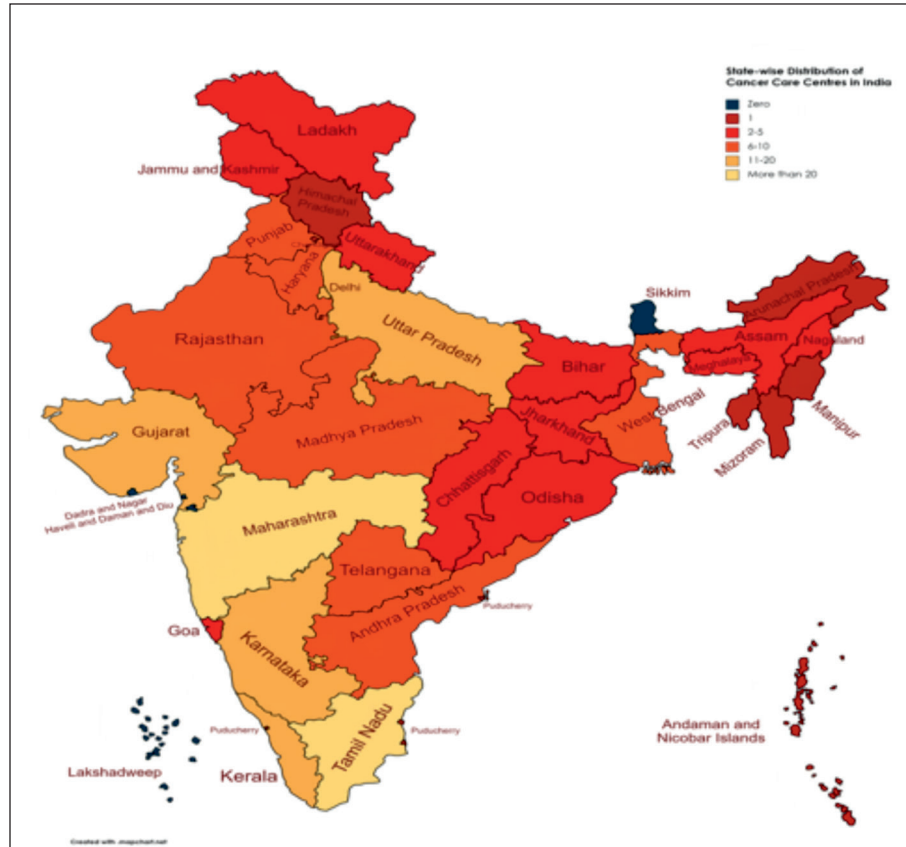 State-wise Distribution of
Cancer Care Centres in India
Zero
1
2-5
6-10
11-20
More than 20
Ladakh
Jammu and Kashmir
Himachal
Pradesh
Punjab
Uttarakhand
Haryana
Delhi
Sikkim
Arunachal Pradesh
Rajasthan
Uttar Pradesh
Assam
Nagaland
Bihar
Meghalaya
Gujarat
Madhya Pradesh
Jharkhand
West Bengal
Tripura
Manipur
Mizoram
Chhattisgarh
Odisha
Dadra and Nagar
Haveli and Daman and Diu
Maharashtra
Telangana
Andhra Pradesh
Puducherry
Goa
Karnataka
Puducherry
Tamil Nadu
Puducherry
Andaman and
Nicobar Islands
Lakshadweep
Kerala
Created with mapchart.net